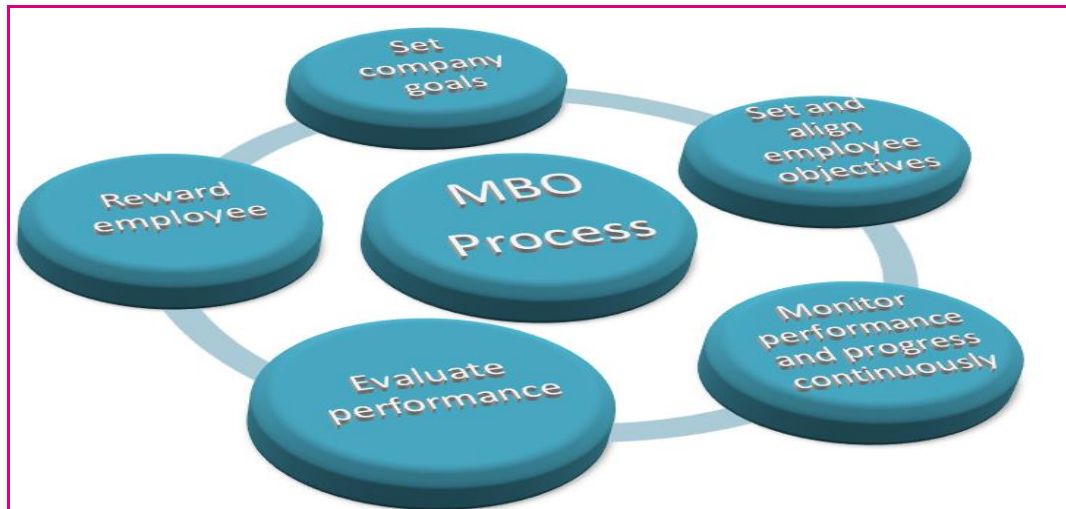 Set
company
goals
Set and
align
employee
objectives
Reward
employee
MBO
Process
Monitor
performance
and progress
continuously
Evaluate
performance